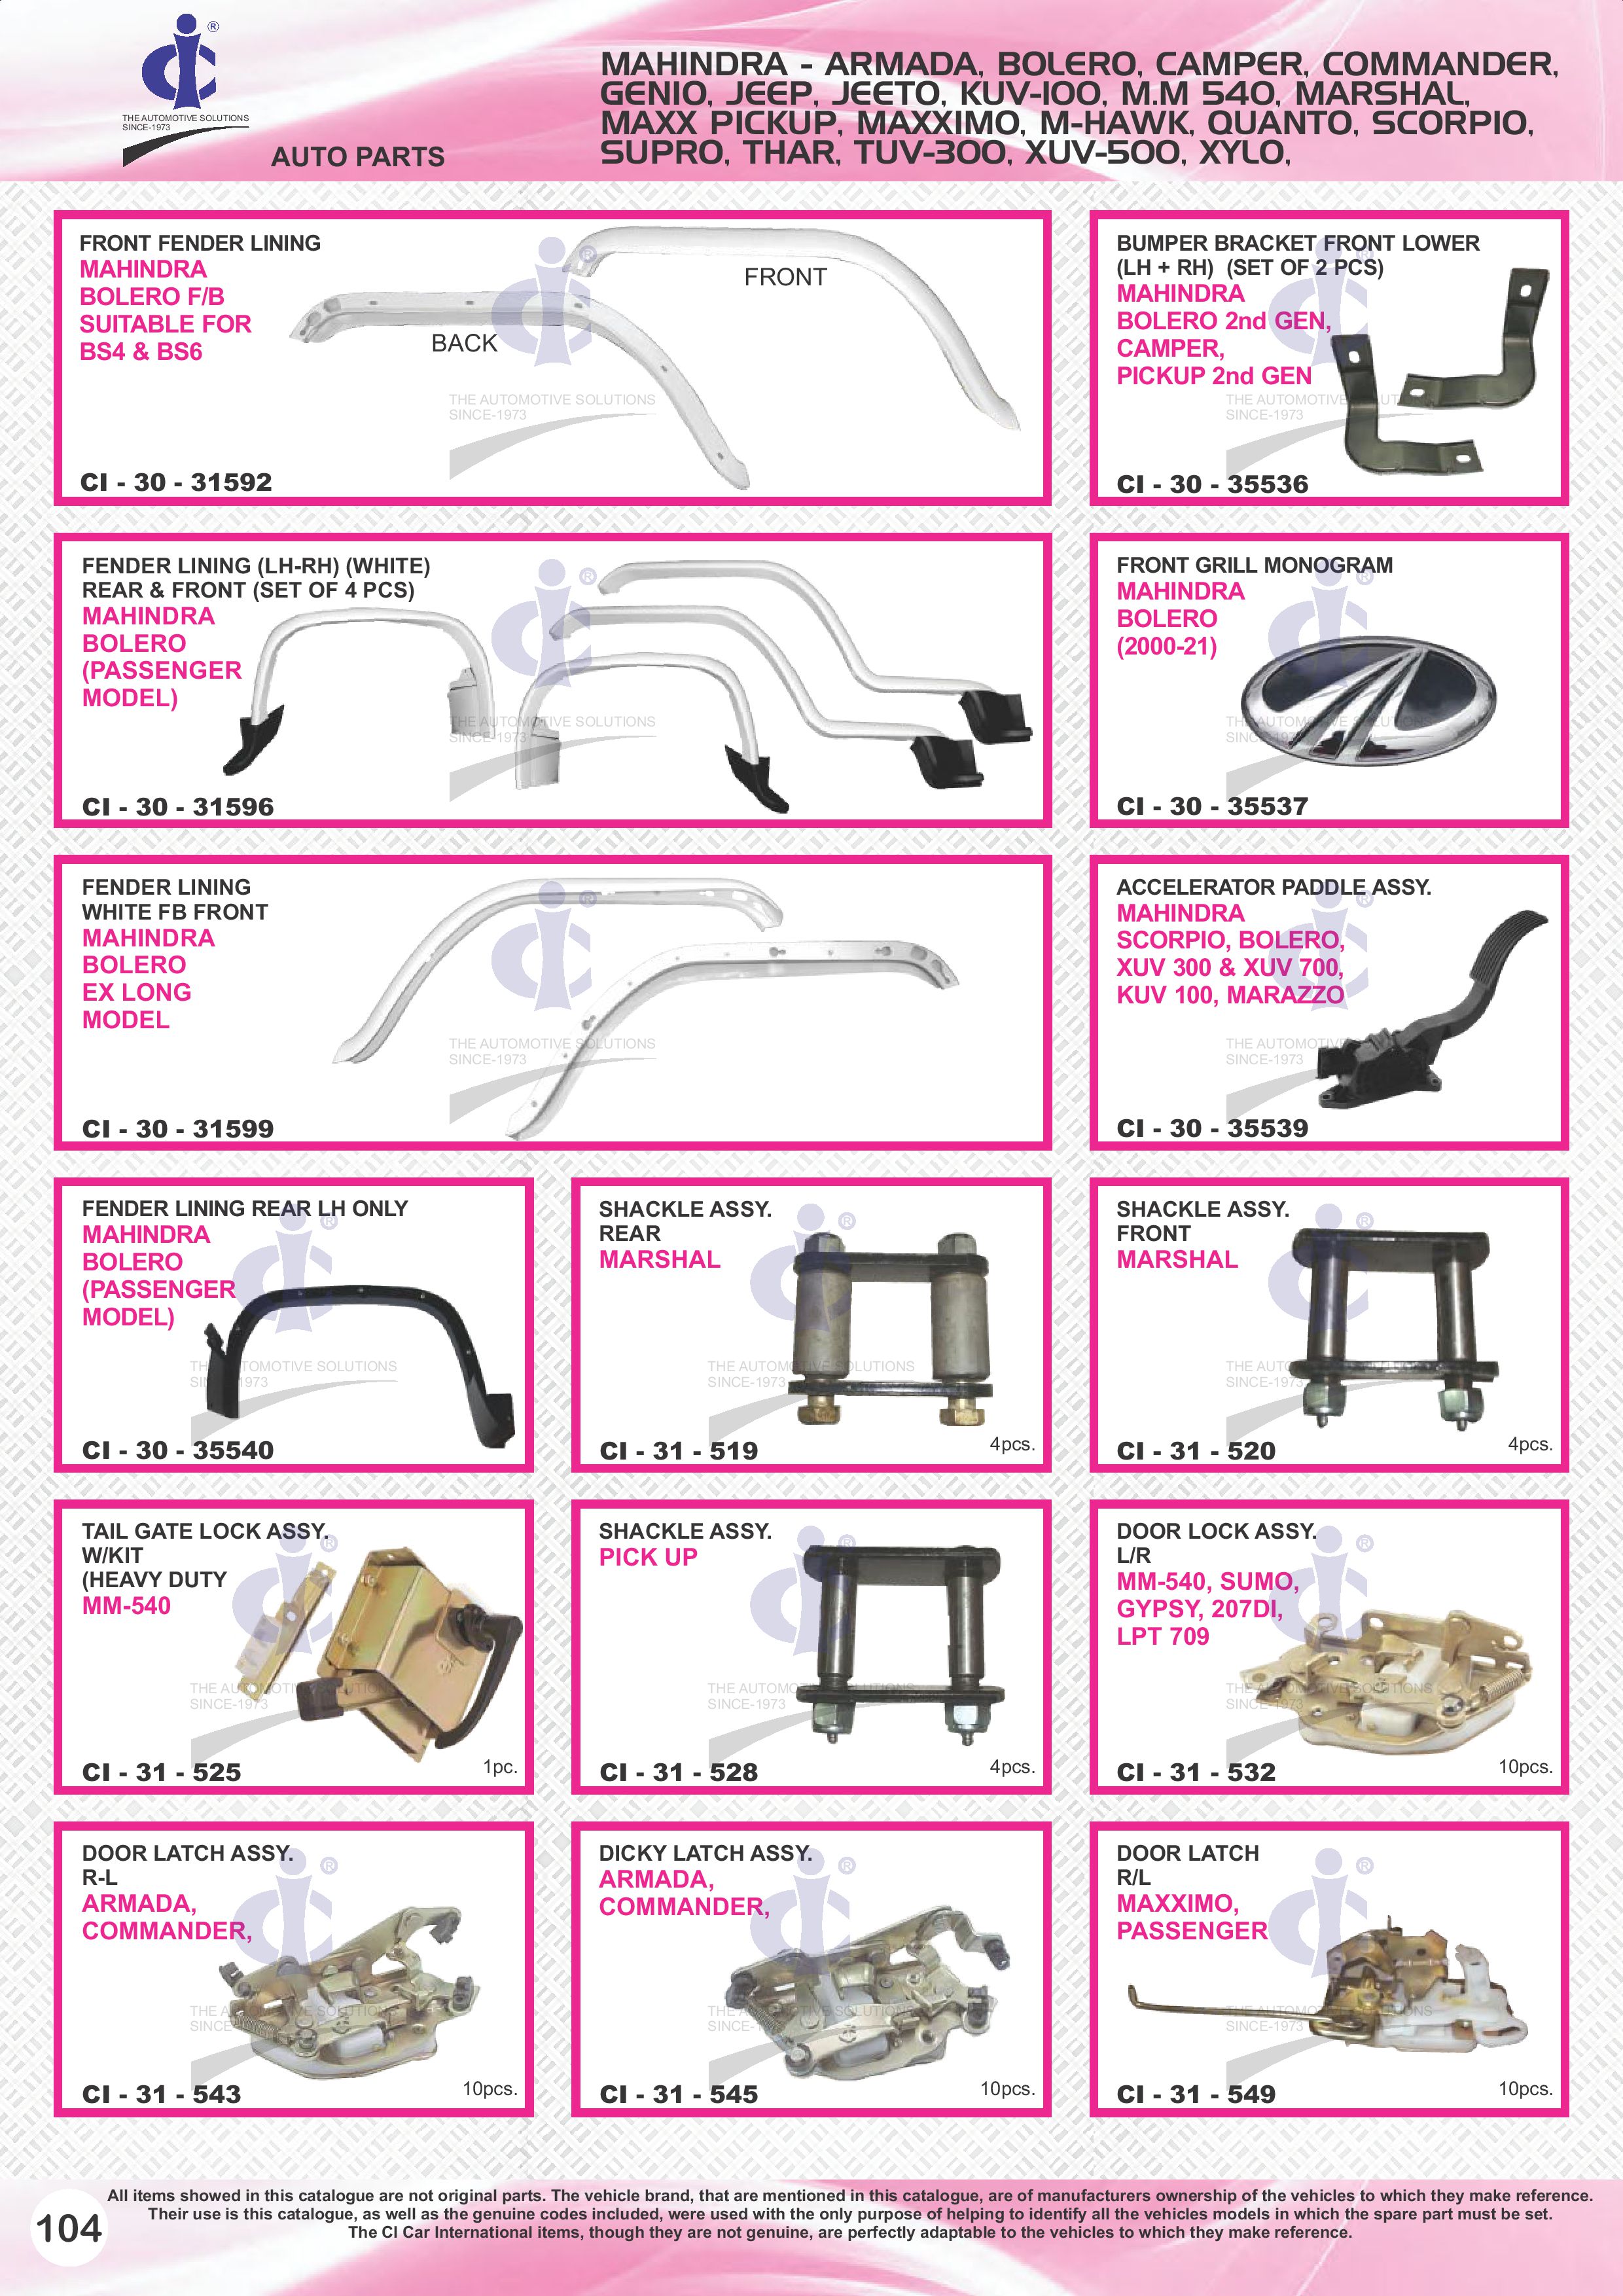 ®
THE AUTOMOTIVE SOLUTIONS
SINCE-1973
AUTO PARTS
MAHINDRA - ARMADA, BOLERO, CAMPER, COMMANDER,
GENIO, JEEP, JEETO, KUV-100, M.M 540, MARSHAL,
MAXX PICKUP, MAXXIMO, M-HAWK, QUANTO, SCORPIO,
SUPRO, THAR, TUV-300, XUV-500, XYLO,
FRONT FENDER LINING
MAHINDRA
BOLERO F/B
SUITABLE FOR
BS4 & BS6
FRONT
BACK
THE AUTOMOTIVE SOLUTIONS
SINCE-1973
CI - 30 - 31592
BUMPER BRACKET FRONT LOWER
(LH + RH) (SET OF 2 PCS)
MAHINDRA
BOLERO 2nd GEN,
CAMPER,
PICKUP 2nd GEN
CI - 30 - 35536
FENDER LINING (LH-RH) (WHITE)
REAR & FRONT (SET OF 4 PCS)
MAHINDRA
BOLERO
(PASSENGER
MODEL)
THE AUTOMOTIVE SOLUTIONS
SINCE-1973
CI - 30 - 31596
FRONT GRILL MONOGRAM
MAHINDRA
BOLERO
(2000-21)
CI - 30 - 35537
FENDER LINING
WHITE FB FRONT
MAHINDRA
BOLERO
EX LONG
MODEL
THE AUTOMOTIVE SOLUTIONS
SINCE-1973
CI - 30 - 31599
ACCELERATOR PADDLE ASSY.
MAHINDRA
SCORPIO, BOLERO,
XUV 300 & XUV 700,
KUV 100, MARAZZO
CI - 30 - 35539
FENDER LINING REAR LH ONLY
MAHINDRA
BOLERO
(PASSENGER
MODEL)
CI - 30 - 35540
SHACKLE ASSY.
REAR
MARSHAL
CI - 31 - 519
4pcs.
SHACKLE ASSY.
FRONT
MARSHAL
CI - 31 - 520
4pcs.
TAIL GATE LOCK ASSY.
W/KIT
(HEAVY DUTY
MM-540
CI - 31 - 525
1pc.
SHACKLE ASSY.
PICK UP
CI - 31 - 528
4pcs.
DOOR LOCK ASSY.
L/R
MM-540, SUMO,
GYPSY, 207DI,
LPT 709
CI - 31 - 532
10pcs.
DOOR LATCH ASSY.
R-L
ARMADA,
COMMANDER,
CI - 31 - 543
10pcs.
DICKY LATCH ASSY.
ARMADA,
COMMANDER,
CI - 31 - 545
10pcs.
DOOR LATCH
R/L
MAXXIMO,
PASSENGER
CI - 31 - 549
10pcs.
All items showed in this catalogue are not original parts. The vehicle brand, that are mentioned in this catalogue, are of manufacturers ownership of the vehicles to which they make reference.
Their use is this catalogue, as well as the genuine codes included, were used with the only purpose of helping to identify all the vehicles models in which the spare part must be set.
The CI Car International items, though they are not genuine, are perfectly adaptable to the vehicles to which they make reference.
104